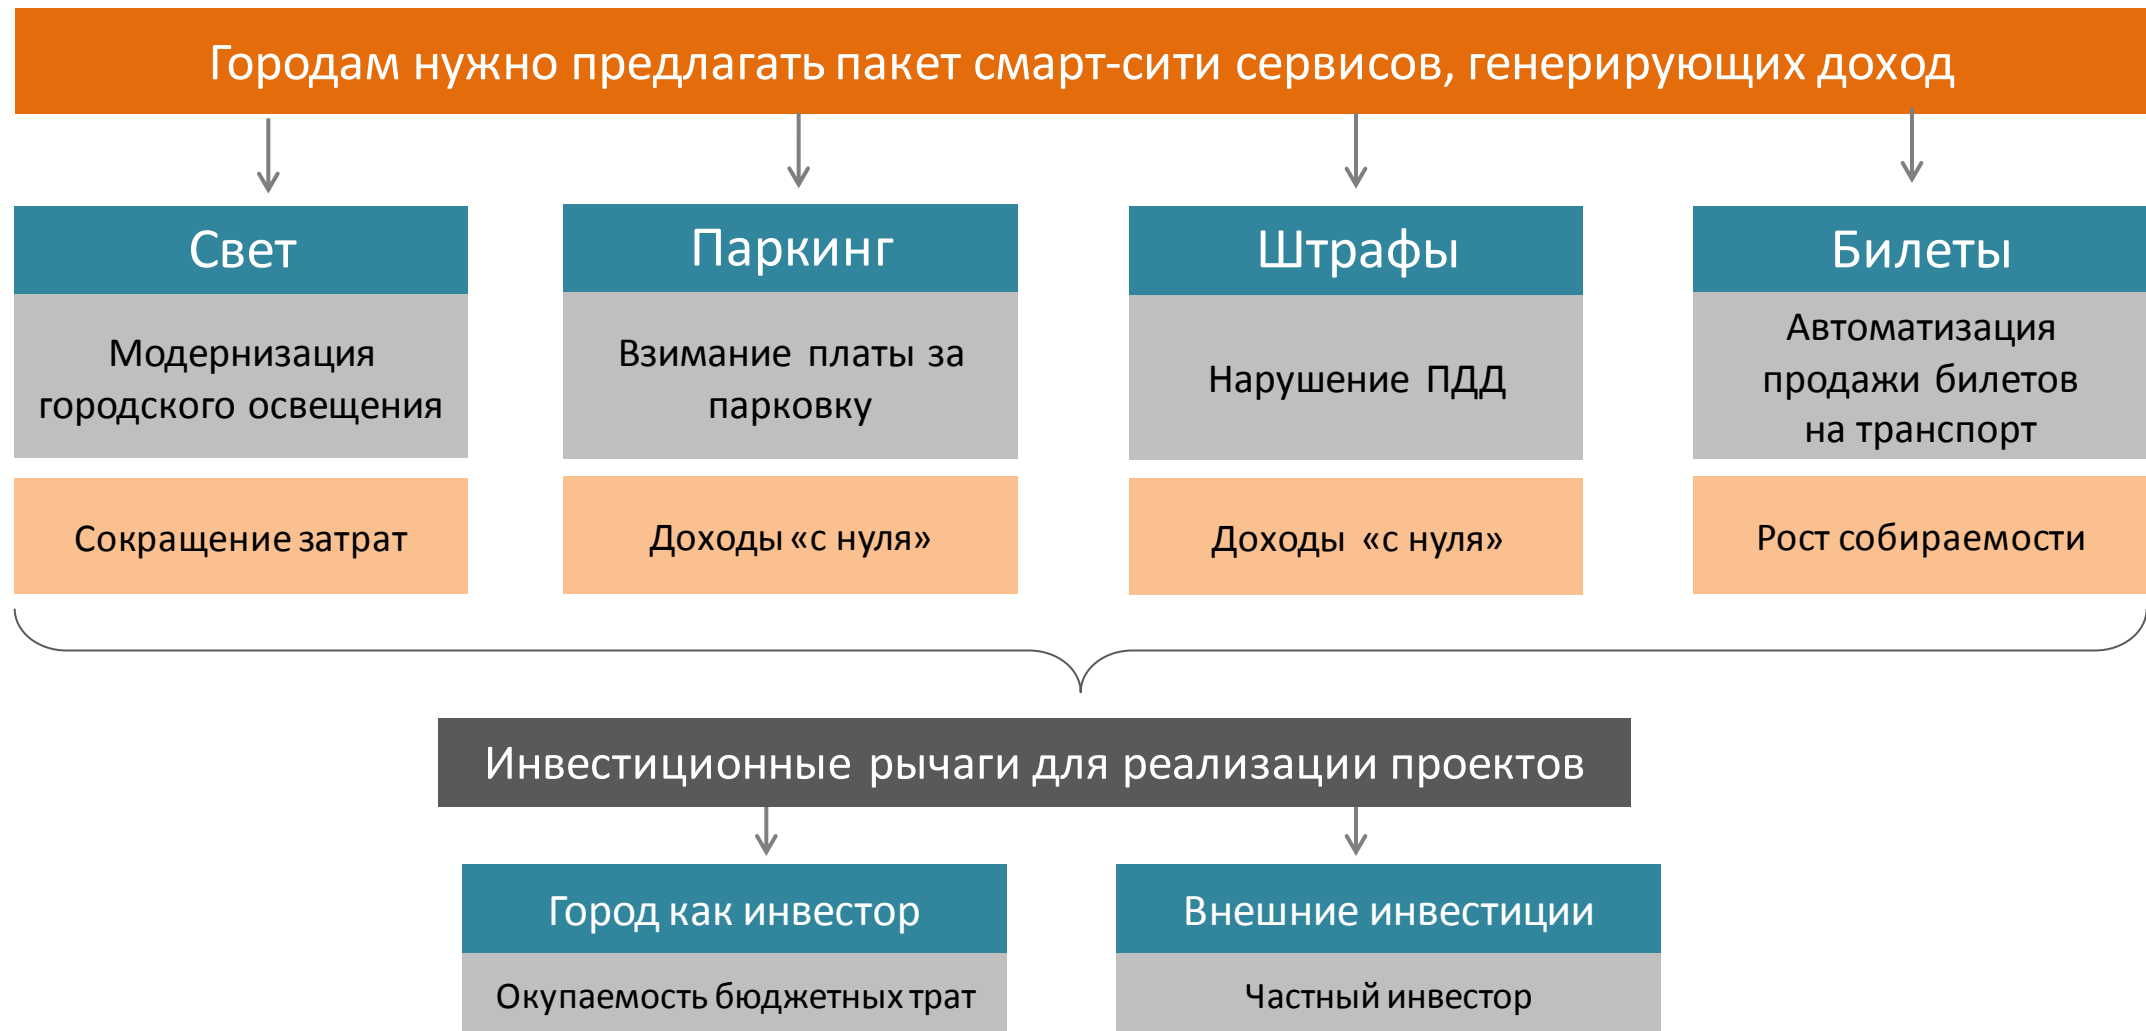 Городам нужно предлагать пакет смарт-сити сервисов, генерирующих доход
Свет
Модернизация
городского освещения
Сокращение затрат
Паркинг
Взимание платы за
парковку
Доходы «с нуля»
Штрафы
Нарушение ПДД
Доходы «с нуля»
Билеты
Автоматизация
продажи билетов
на транспорт
Рост собираемости
Инвестиционные рычаги для реализации проектов
Город как инвестор
Окупаемость бюджетных трат
Внешние инвестиции
Частный инвестор